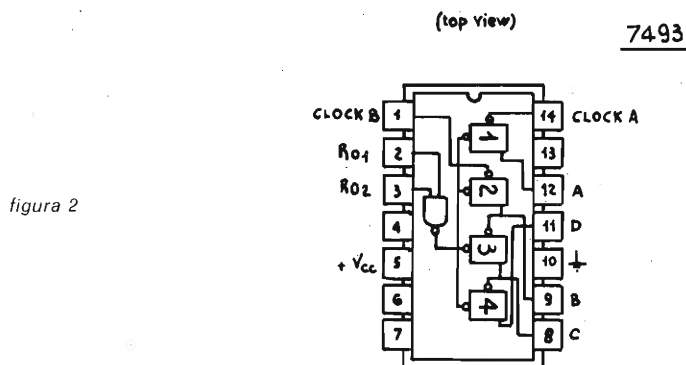 (top view)
7493
CLOCK B 1 14 CLOCK A
R01 2 1 13
R02 3 2 12 A
figura 2
4 11 D
3
+ Vcc 5 10
6 4 9 B
7 8 C